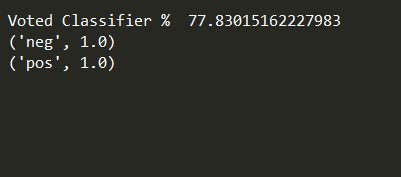 Voted Classifier %  77.83015162227983
('neg', 1.0)
('pos', 1.0)